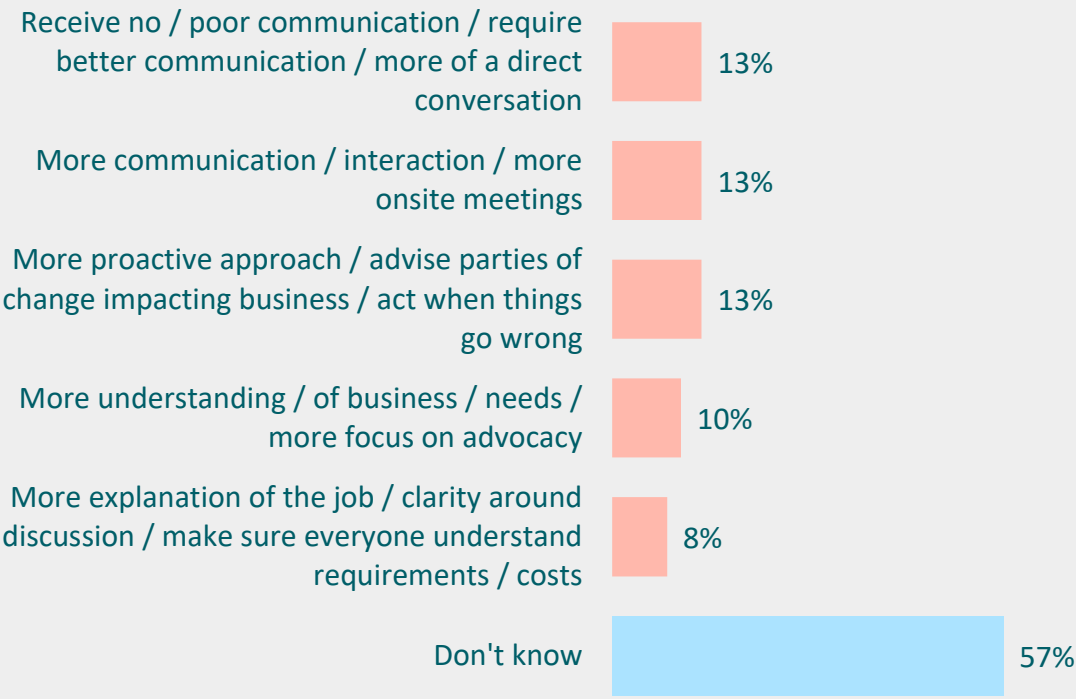 Receive no / poor communication / require
better communication / more of a direct
conversation
13%
More communication / interaction / more
onsite meetings
13%
More proactive approach / advise parties of
change impacting business / act when things
go wrong
13%
More understanding / of business / needs /
more focus on advocacy
10%
More explanation of the job / clarity around
discussion / make sure everyone understand
requirements / costs
8%
Don't know
57%